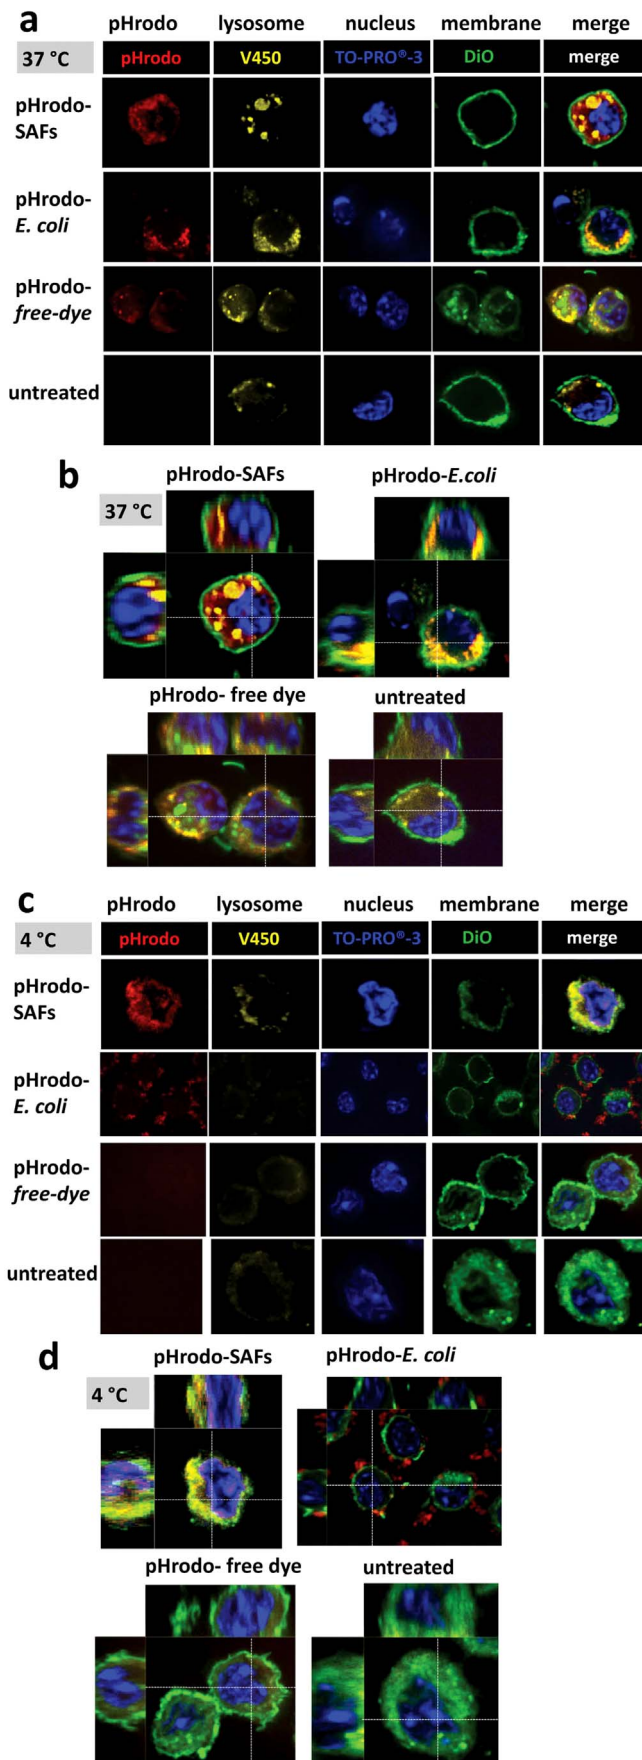 a
pHrodo lysosome nucleus membrane merge
37 °C pHrodo V450 TO-PRO®-3 DiO merge
pHrodo-
SAFs
pHrodo-
E. coli
pHrodo-
free-dye
untreated
b
pHrodo-SAFs pHrodo-E.coli
37 °C
pHrodo- free dye untreated
c
pHrodo lysosome nucleus membrane merge
4 °C pHrodo V450 TO-PRO®-3 DiO merge
pHrodo-
SAFs
pHrodo-
E. coli
pHrodo-
free-dye
untreated
d
pHrodo-SAFs pHrodo-E. coli
4 °C
pHrodo- free dye untreated